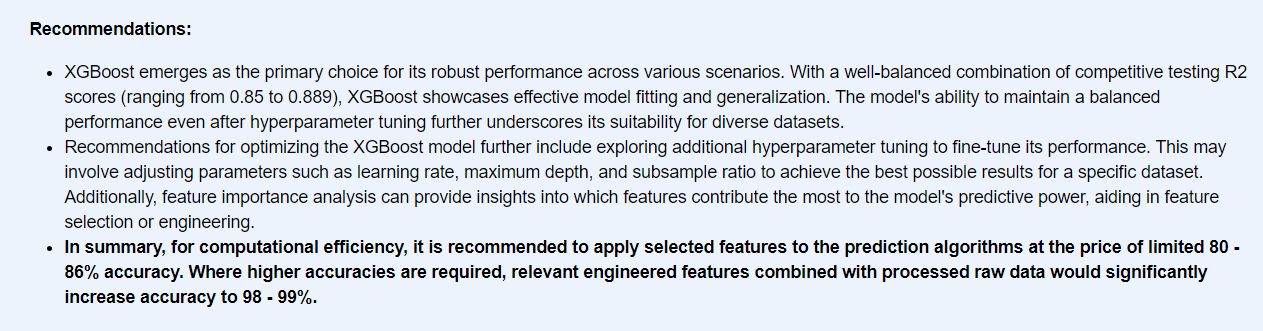 Recommendations:
• XGBoost emerges as the primary choice for its robust performance across various scenarios. With a well-balanced combination of competitive testing R2
scores (ranging from 0.85 to 0.889), XGBoost showcases effective model fitting and generalization. The model's ability to maintain a balanced
performance even after hyperparameter tuning further underscores its suitability for diverse datasets.
• Recommendations for optimizing the XGBoost model further include exploring additional hyperparameter tuning to fine-tune its performance. This may
involve adjusting parameters such as learning rate, maximum depth, and subsample ratio to achieve the best possible results for a specific dataset.
Additionally, feature importance analysis can provide insights into which features contribute the most to the model's predictive power, aiding in feature
selection or engineering.
• In summary, for computational efficiency, it is recommended to apply selected features to the prediction algorithms at the price of limited 80 -
86% accuracy. Where higher accuracies are required, relevant engineered features combined with processed raw data would significantly
increase accuracy to 98 - 99%.